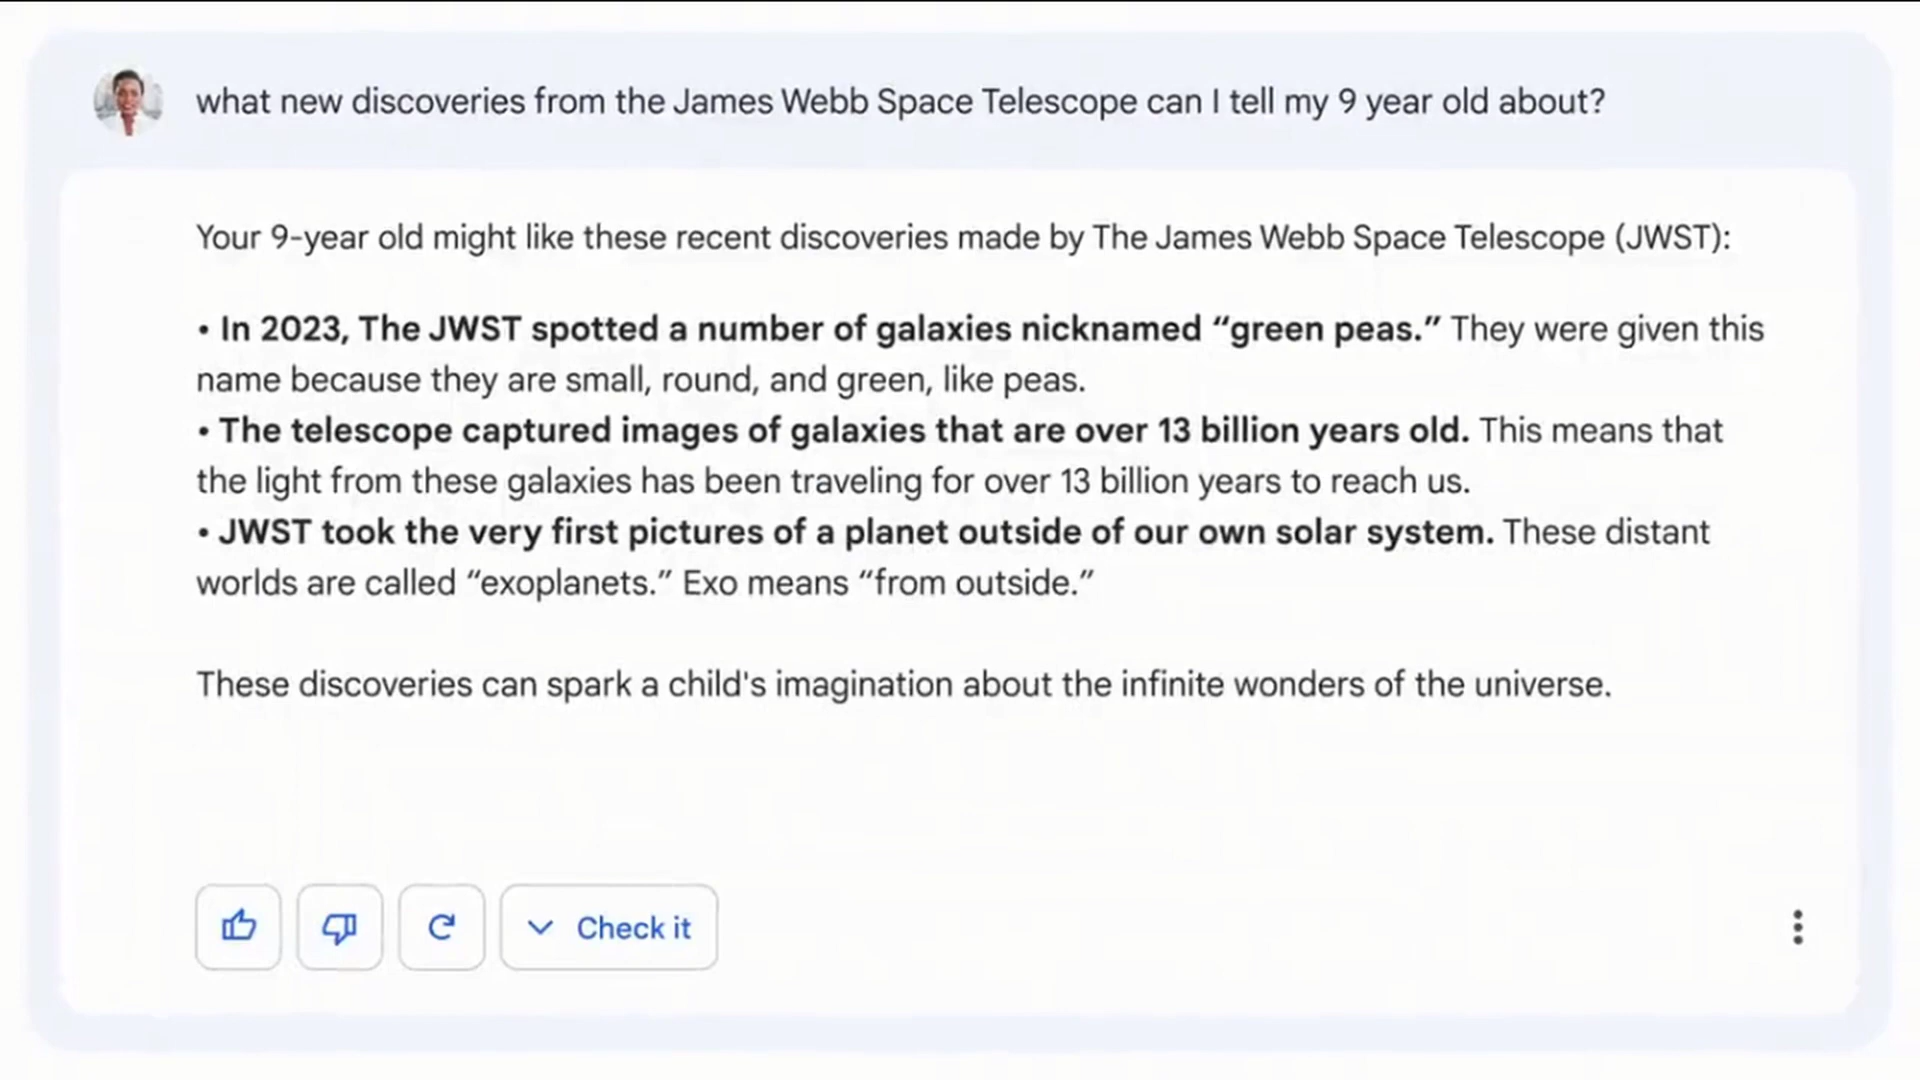 what new discoveries from the James Webb Space Telescope can I tell my 9 year old about?
Your 9-year old might like these recent discoveries made by The James Webb Space Telescope (JWST):
• In 2023, The JWST spotted a number of galaxies nicknamed “green peas.” They were given this
name because they are small, round, and green, like peas.
• The telescope captured images of galaxies that are over 13 billion years old. This means that
the light from these galaxies has been traveling for over 13 billion years to reach us.
• JWST took the very first pictures of a planet outside of our own solar system. These distant
worlds are called “exoplanets.” Exo means “from outside.”
These discoveries can spark a child's imagination about the infinite wonders of the universe.
Check it